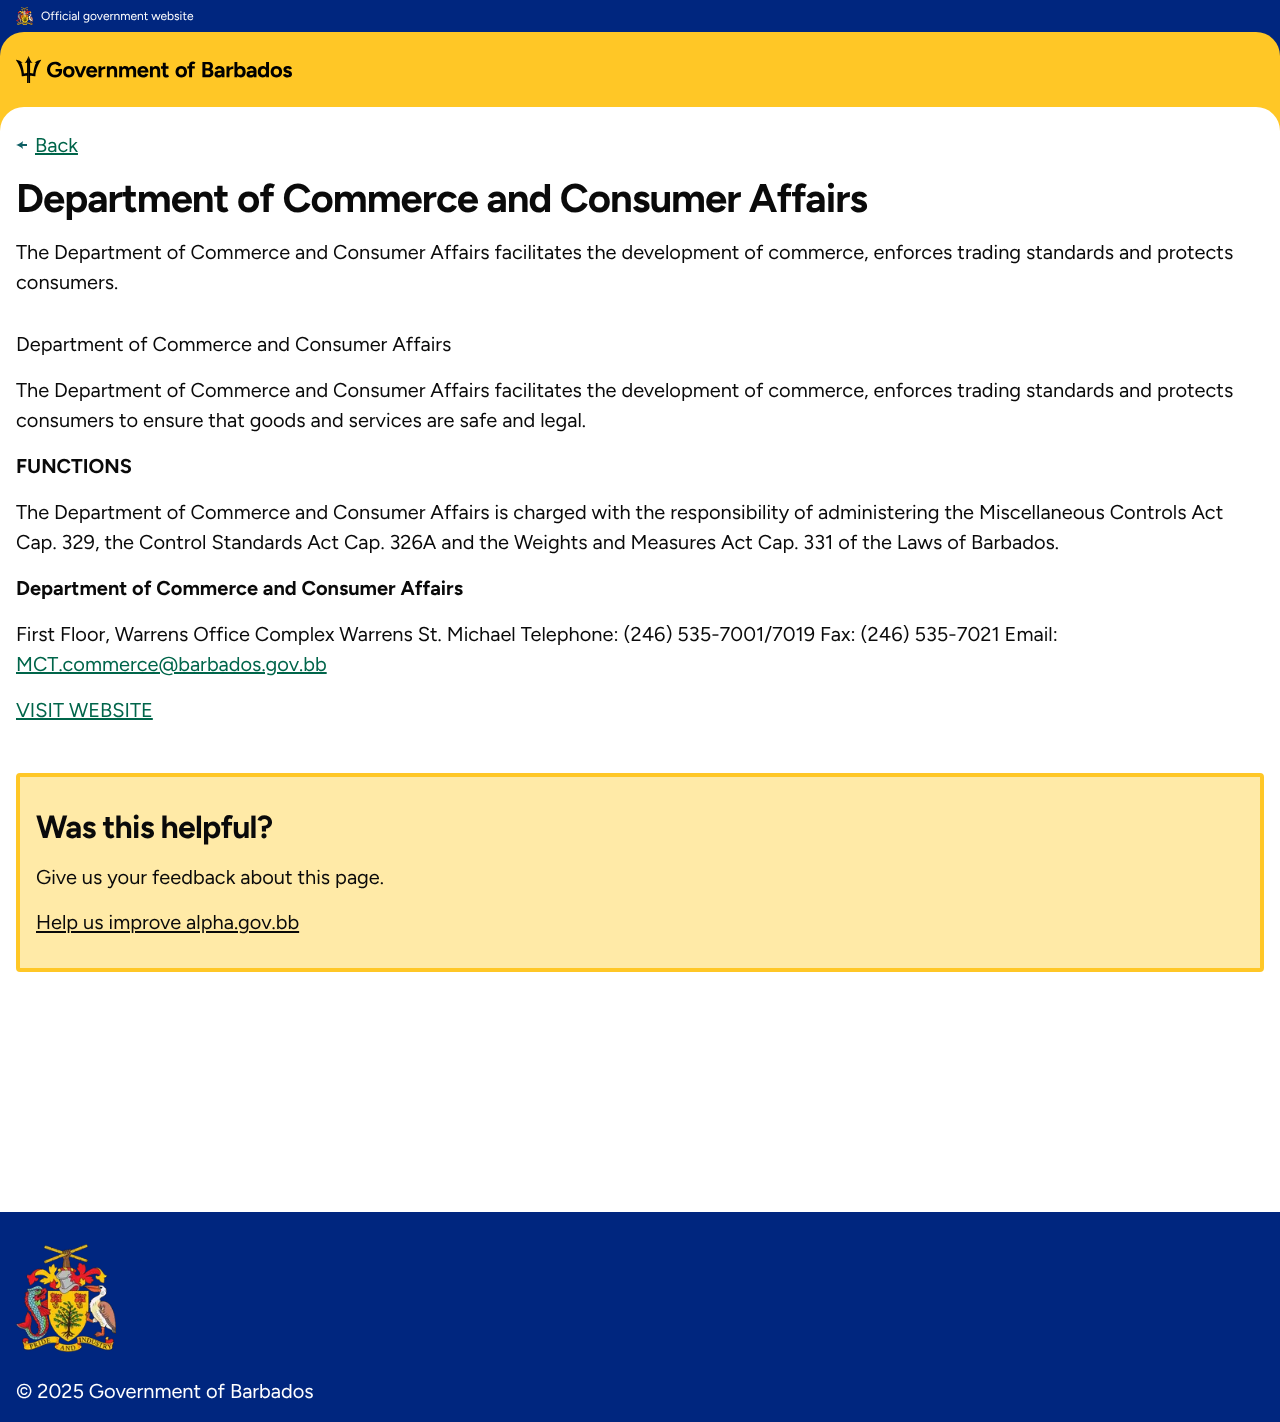 Official government website
Government of Barbados
Back
Department of Commerce and Consumer Affairs
The Department of Commerce and Consumer Affairs facilitates the development of commerce, enforces trading standards and protects
consumers.
Department of Commerce and Consumer Affairs
The Department of Commerce and Consumer Affairs facilitates the development of commerce, enforces trading standards and protects
consumers to ensure that goods and services are safe and legal.
FUNCTIONS
The Department of Commerce and Consumer Affairs is charged with the responsibility of administering the Miscellaneous Controls Act
Cap. 329, the Control Standards Act Cap. 326A and the Weights and Measures Act Cap. 331 of the Laws of Barbados.
Department of Commerce and Consumer Affairs
First Floor, Warrens Office Complex Warrens St. Michael Telephone: (246) 535-7001/7019 Fax: (246) 535-7021 Email:
MCT.commerce@barbados.gov.bb
VISIT WEBSITE
Was this helpful?
Give us your feedback about this page.
Help us improve alpha.gov.bb
PRIDE AND INDUSTRY
© 2025 Government of Barbados